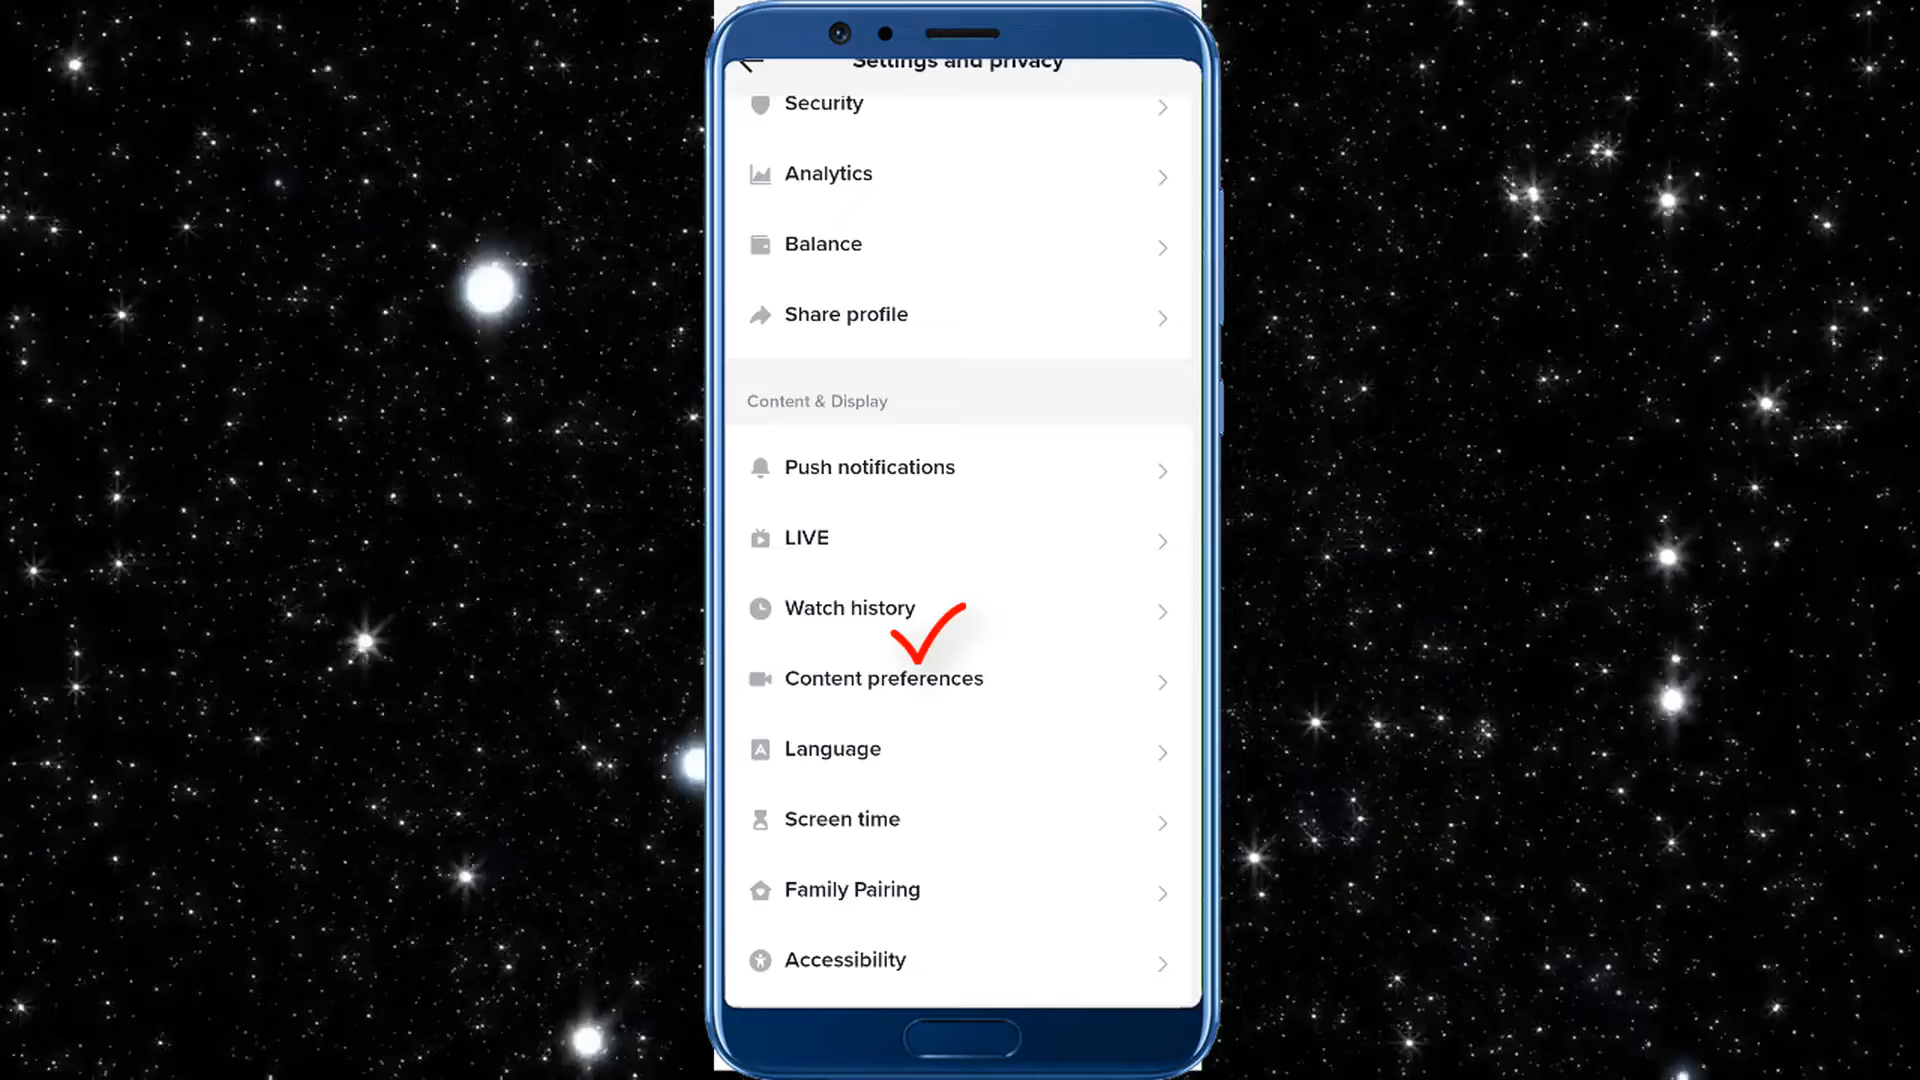 Settings and privacy
Security
Analytics
Balance
Share profile
Content & Display
Push notifications
LIVE
Watch history
Content preferences
Language
Screen time
Family Pairing
Accessibility